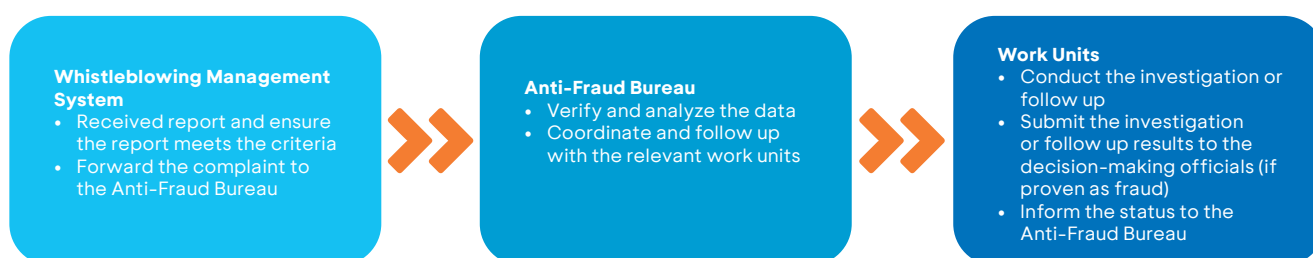 Whistleblowing Management
System
• Received report and ensure
the report meets the criteria
• Forward the complaint to
the Anti-Fraud Bureau
Anti-Fraud Bureau
• Verify and analyze the data
• Coordinate and follow up
with the relevant work units
Work Units
• Conduct the investigation or
follow up
• Submit the investigation
or follow up results to the
decision-making officials (if
proven as fraud)
• Inform the status to the
Anti-Fraud Bureau